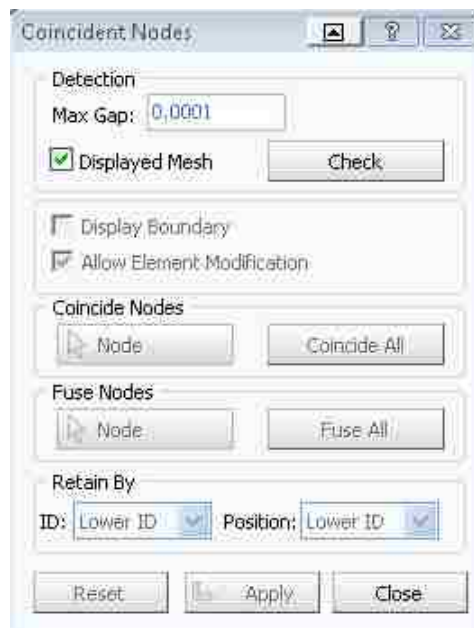 Coincident Nodes
Detection
Max Gap: 0.0001
Displayed Mesh Check
Display Boundary
Allow Element Modification
Coincide Nodes
Node Coincide All
Fuse Nodes
Node Fuse All
Retain By
ID: Lower ID Position: Lower ID
Reset Apply Close